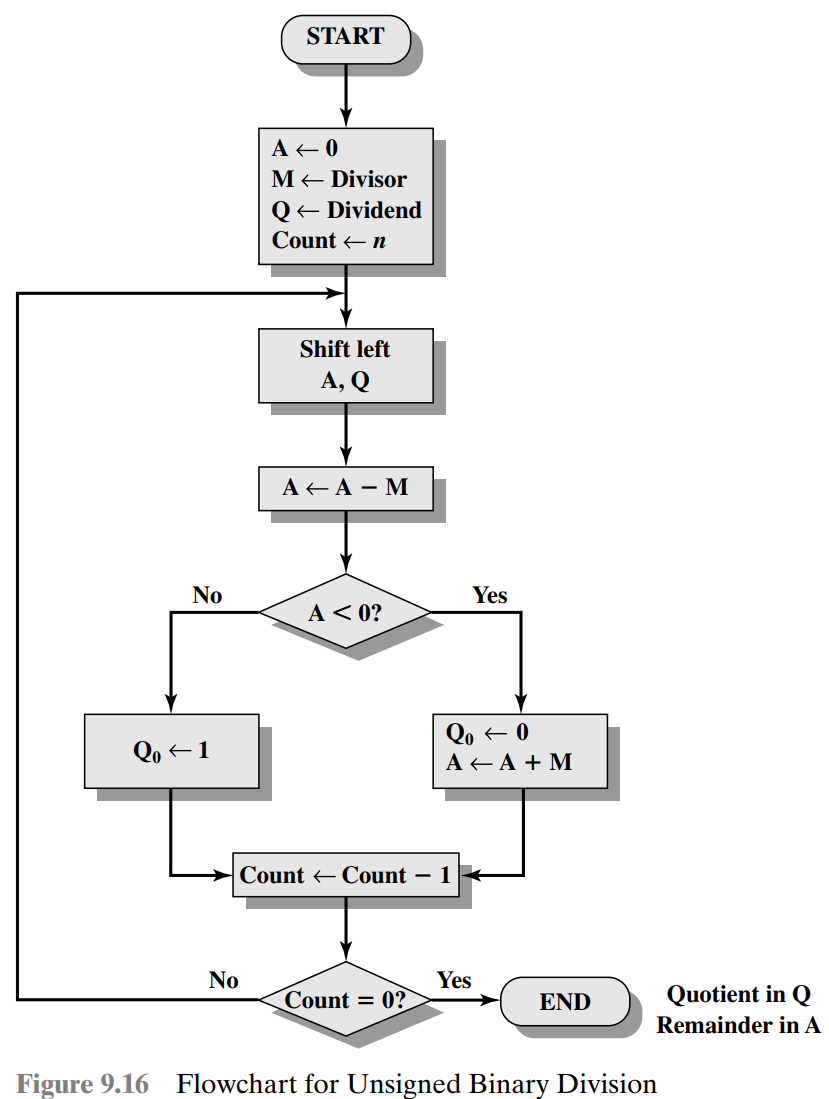 START
A ← 0
M ← Divisor
Q ← Dividend
Count ← n
Shift left
A, Q
A ← A − M
No
A < 0?
Yes
Q₀ ← 1
Q₀ ← 0
A ← A + M
Count ← Count − 1
No
Count = 0?
Yes
END
Quotient in Q
Remainder in A
Figure 9.16 Flowchart for Unsigned Binary Division